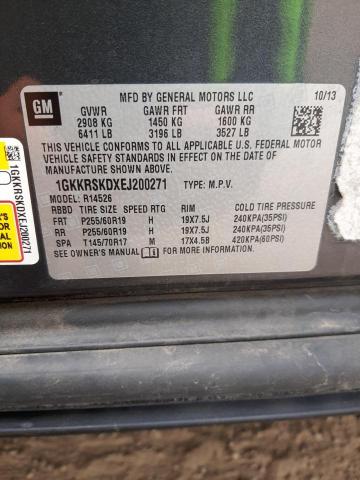 GM
MFD BY GENERAL MOTORS LLC 10/13
GVWR GAWR FRT GAWR RR
2908 KG 1450 KG 1600 KG
6411 LB 3196 LB 3527 LB
THIS VEHICLE CONFORMS TO ALL APPLICABLE U.S. FEDERAL MOTOR
VEHICLE SAFETY AND THEFT PREVENTION
STANDARDS IN EFFECT ON THE DATE OF
MANUFACTURE SHOWN ABOVE.
1GKKRSKDXEJ200271 TYPE: M.P.V.
MODEL: R14526
RBBD TIRE SIZE SPEED RTG RIM COLD TIRE PRESSURE
FRT P255/60R19 H 19X7.5J 240KPA(35PSI)
RR P255/60R19 H 19X7.5J 240KPA(35PSI)
SPA T145/70R17 M 17X4.5B 420KPA(60PSI)
SEE OWNER'S MANUAL FOR MORE INFORMATION.
1GKKRSKDXEJ200271